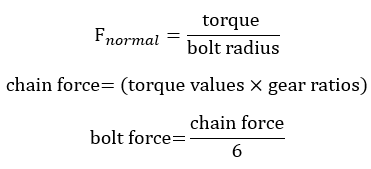 F_normal = torque / bolt radius
chain force= (torque values × gear ratios)
bolt force= chain force / 6